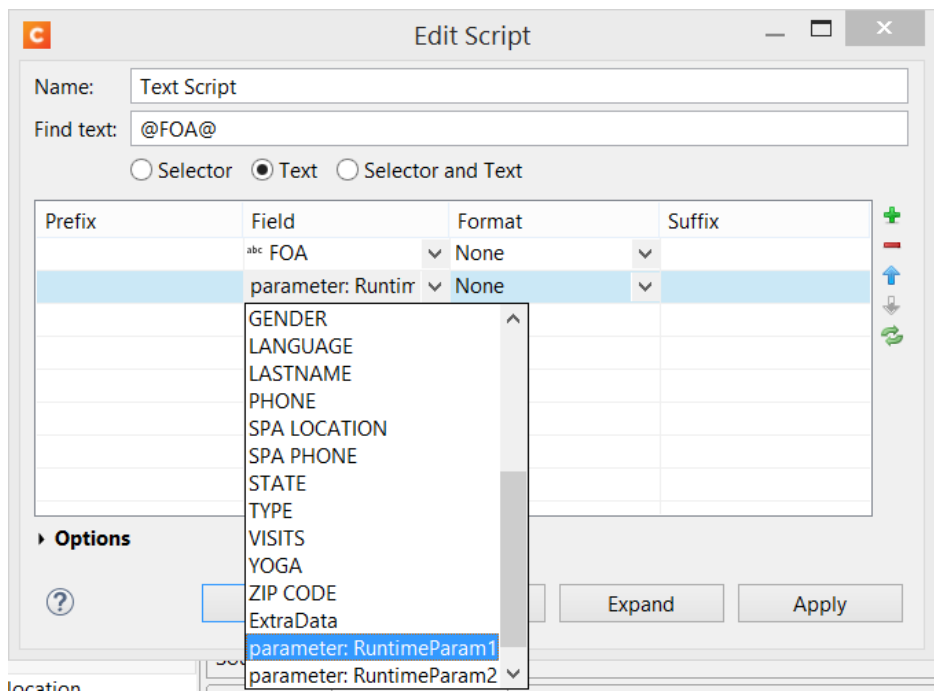 C Edit Script
Name: Text Script
Find text: @FOA@
Selector Text Selector and Text
Prefix Field Format Suffix
abc FOA None
parameter: Runtim None
GENDER
LANGUAGE
LASTNAME
PHONE
SPA LOCATION
SPA PHONE
STATE
TYPE
VISITS
YOGA
ZIP CODE
ExtraData
parameter: RuntimeParam1
parameter: RuntimeParam2
Options
? Expand Apply
location